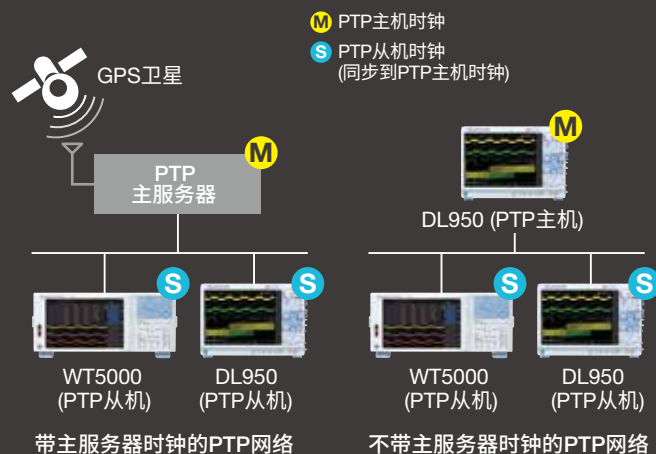 M PTP主机时钟
S PTP从机时钟
(同步到PTP主机时钟)
GPS卫星
M
PTP
主服务器
M
DL950 (PTP主机)
S
S
S
S
WT5000
(PTP从机)
DL950
(PTP从机)
WT5000
(PTP从机)
DL950
(PTP从机)
带主服务器时钟的PTP网络
不带主服务器时钟的PTP网络